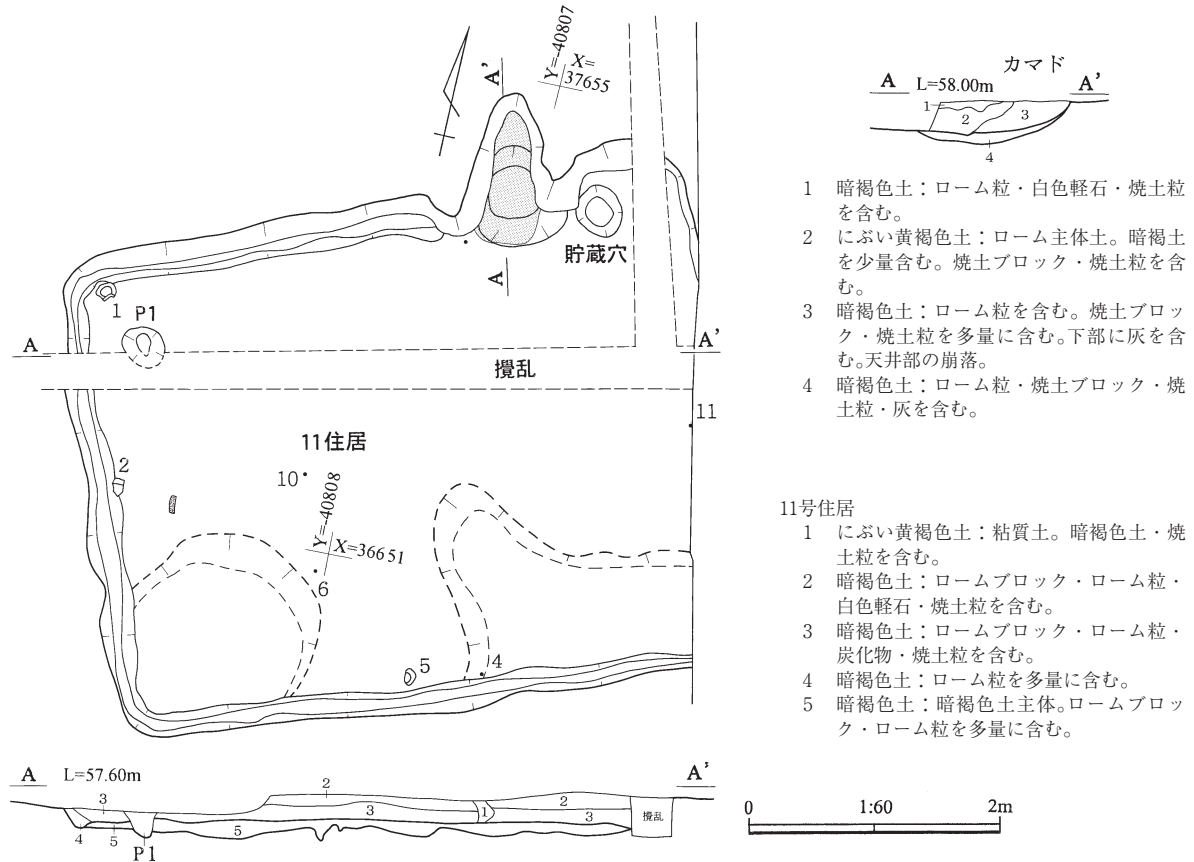 A'
Y=-40807
X=
37655
A
貯蔵穴
1
P1
A
A'
攪乱
11
11住居
2
10
Y=-40808
X=36651
6
5
4
カマド
A
L=58.00m
A'
1
2
3
4
1 暗褐色土：ローム粒・白色軽石・焼土粒
を含む。
2 にぶい黄褐色土：ローム主体土。暗褐土
を少量含む。焼土ブロック・焼土粒を含
む。
3 暗褐色土：ローム粒を含む。焼土ブロッ
ク・焼土粒を多量に含む。下部に灰を含
む。天井部の崩落。
4 暗褐色土：ローム粒・焼土ブロック・焼
土粒・灰を含む。
11号住居
1 にぶい黄褐色土：粘質土。暗褐色土・焼
土粒を含む。
2 暗褐色土：ロームブロック・ローム粒・
白色軽石・焼土粒を含む。
3 暗褐色土：ロームブロック・ローム粒・
炭化物・焼土粒を含む。
4 暗褐色土：ローム粒を多量に含む。
5 暗褐色土：暗褐色土主体。ロームブロッ
ク・ローム粒を多量に含む。
A
L=57.60m
A'
2
3
3
1
2
3
攪乱
4
5
5
P1
0
1:60
2m